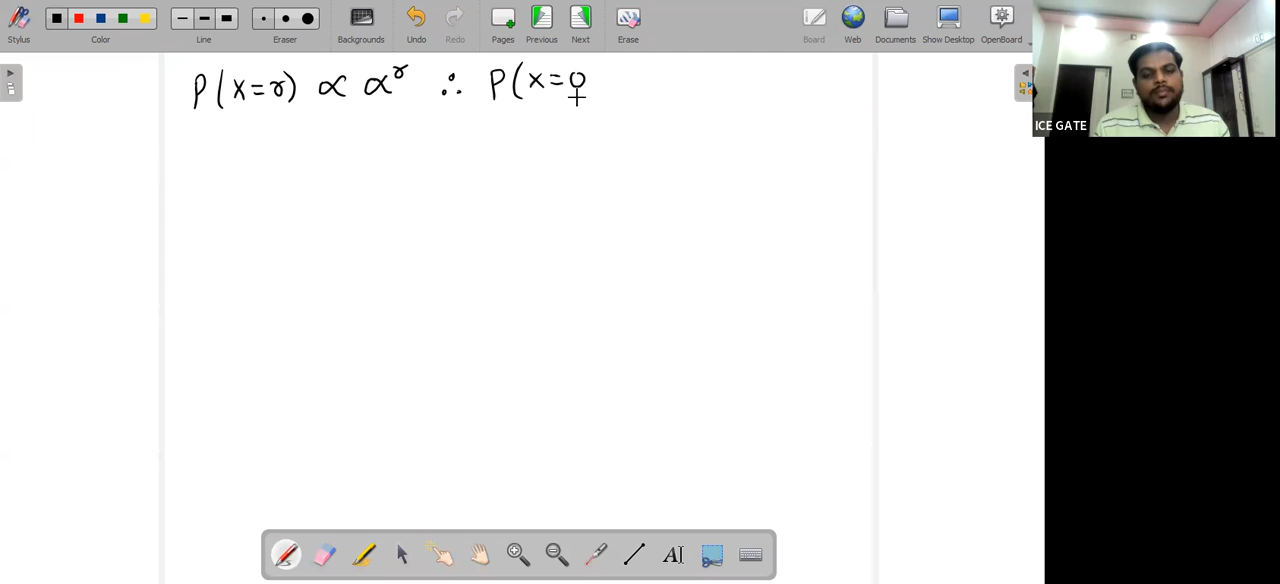 Stylus Color Line Eraser Backgrounds Undo Redo Pages Previous Next Erase Board Web Documents Show Desktop OpenBoard
P(x=r) ∝ α^r ∴ P(x=0
ICE GATE